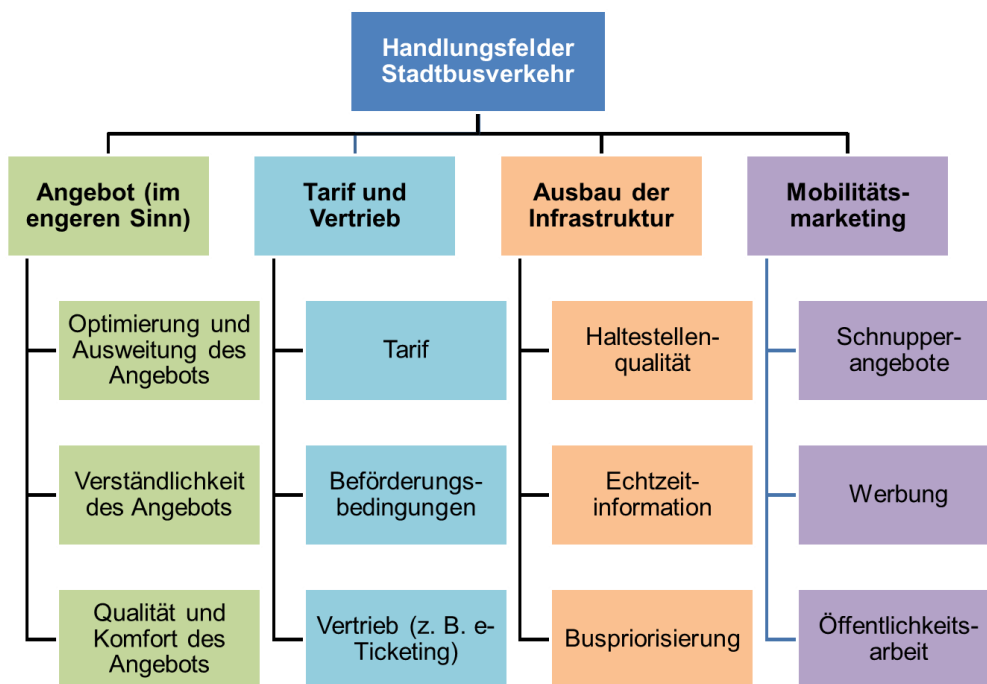 Handlungsfelder
Stadtbusverkehr
Angebot (im
engeren Sinn)
Tarif und
Vertrieb
Ausbau der
Infrastruktur
Mobilitäts-
marketing
Optimierung und
Ausweitung des
Angebots
Tarif
Haltestellen-
qualität
Schnupper-
angebote
Verständlichkeit
des Angebots
Beförderungs-
bedingungen
Echtzeit-
information
Werbung
Qualität und
Komfort des
Angebots
Vertrieb (z. B. e-
Ticketing)
Buspriorisierung
Öffentlichkeits-
arbeit